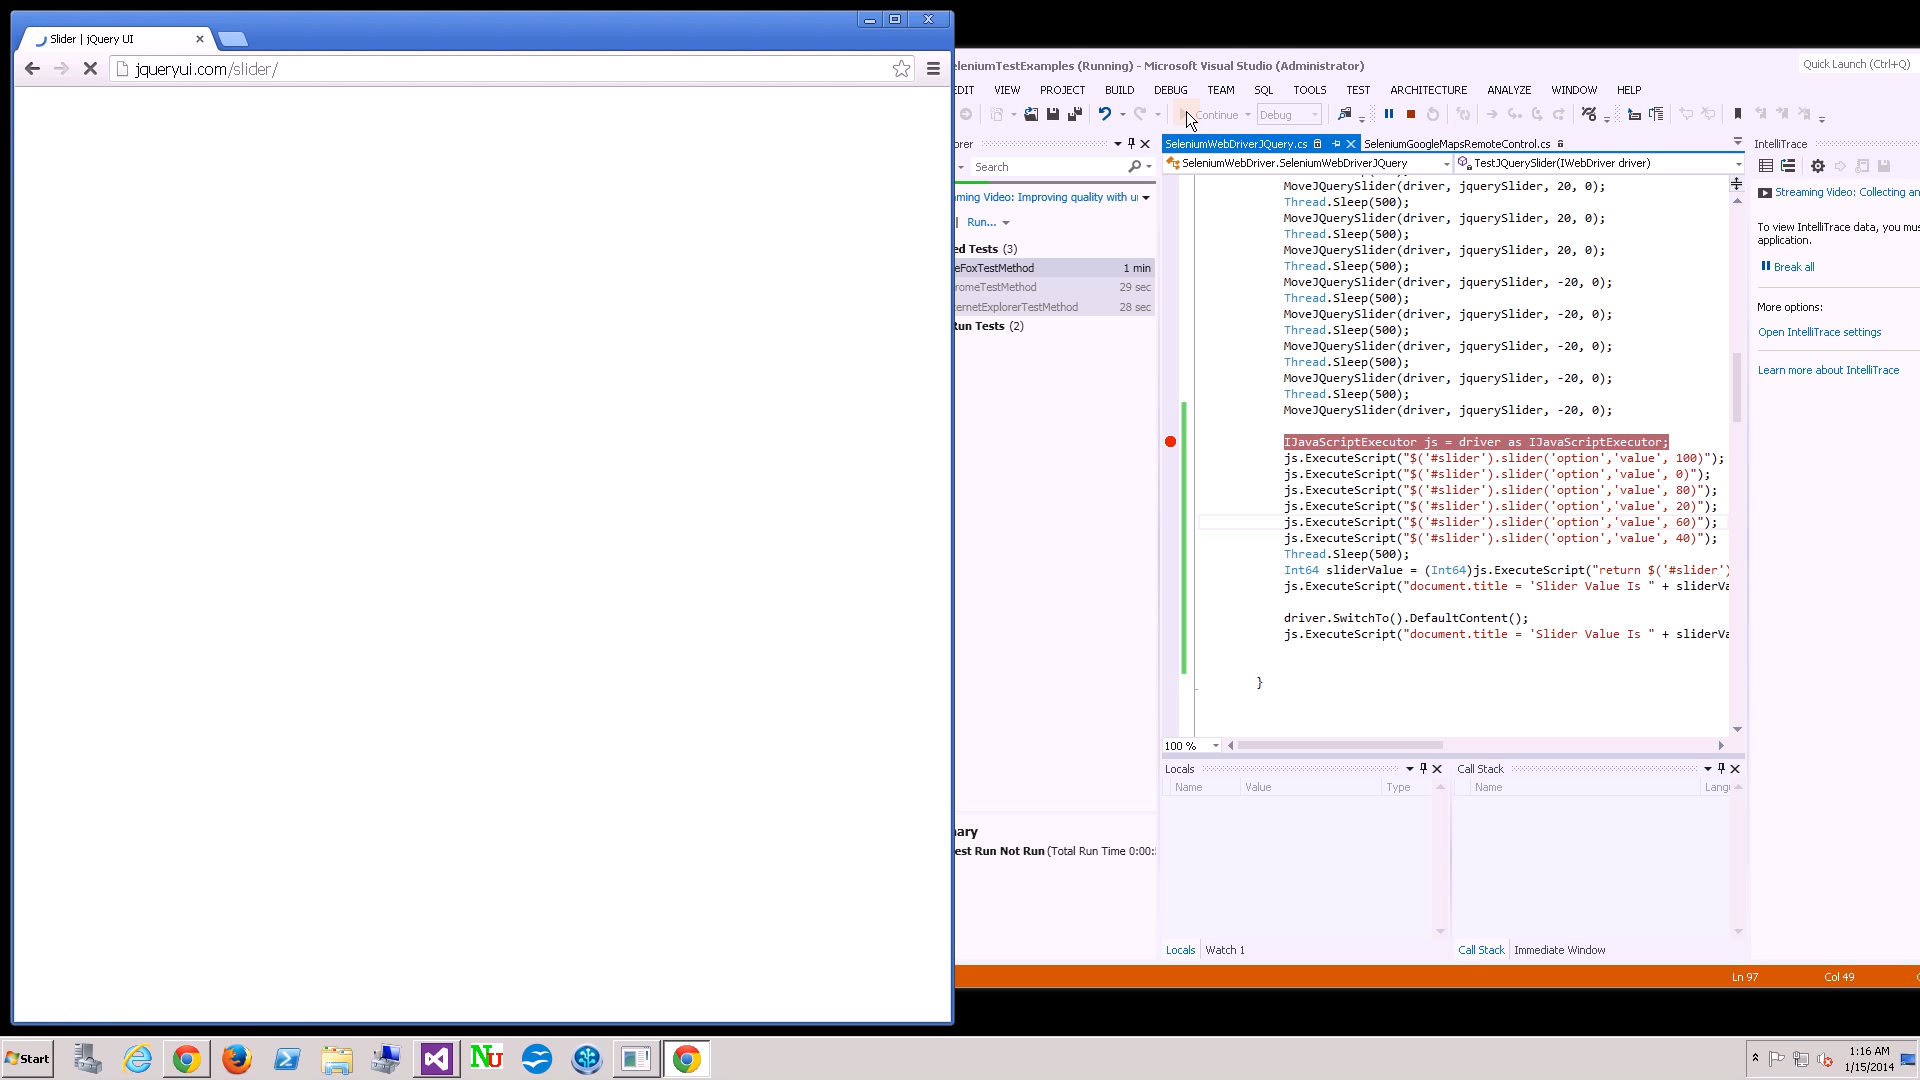 Slider | jQuery UI
jqueryui.com/slider/
eleniumTestExamples (Running) - Microsoft Visual Studio (Administrator)
Quick Launch (Ctrl+Q)
EDIT VIEW PROJECT BUILD DEBUG TEAM SQL TOOLS TEST ARCHITECTURE ANALYZE WINDOW HELP
Continue Debug
orer
Search
aming Video: Improving quality with u
Run...
ed Tests (3)
eFoxTestMethod 1 min
romeTestMethod 29 sec
ternetExplorerTestMethod 28 sec
Run Tests (2)
ary
est Run Not Run (Total Run Time 0:00:
SeleniumWebDriverJQuery.cs SeleniumGoogleMapsRemoteControl.cs
SeleniumWebDriver.SeleniumWebDriverJQuery TestJQuerySlider(IWebDriver driver)
MoveJQuerySlider(driver, jquerySlider, 20, 0);
Thread.Sleep(500);
MoveJQuerySlider(driver, jquerySlider, 20, 0);
Thread.Sleep(500);
MoveJQuerySlider(driver, jquerySlider, 20, 0);
Thread.Sleep(500);
MoveJQuerySlider(driver, jquerySlider, -20, 0);
Thread.Sleep(500);
MoveJQuerySlider(driver, jquerySlider, -20, 0);
Thread.Sleep(500);
MoveJQuerySlider(driver, jquerySlider, -20, 0);
Thread.Sleep(500);
MoveJQuerySlider(driver, jquerySlider, -20, 0);
Thread.Sleep(500);
MoveJQuerySlider(driver, jquerySlider, -20, 0);
IJavaScriptExecutor js = driver as IJavaScriptExecutor;
js.ExecuteScript("$('#slider').slider('option','value', 100)");
js.ExecuteScript("$('#slider').slider('option','value', 0)");
js.ExecuteScript("$('#slider').slider('option','value', 80)");
js.ExecuteScript("$('#slider').slider('option','value', 20)");
js.ExecuteScript("$('#slider').slider('option','value', 60)");
js.ExecuteScript("$('#slider').slider('option','value', 40)");
Thread.Sleep(500);
Int64 sliderValue = (Int64)js.ExecuteScript("return $('#slider')
js.ExecuteScript("document.title = 'Slider Value Is " + sliderVa
driver.SwitchTo().DefaultContent();
js.ExecuteScript("document.title = 'Slider Value Is " + sliderVa
}
100 %
Locals
Name Value Type
Locals Watch 1
Call Stack
Name Langu
Call Stack Immediate Window
IntelliTrace
Streaming Video: Collecting an
To view IntelliTrace data, you mus
application.
Break all
More options:
Open IntelliTrace settings
Learn more about IntelliTrace
Ln 97 Col 49
Start
Nu
1:16 AM
1/15/2014